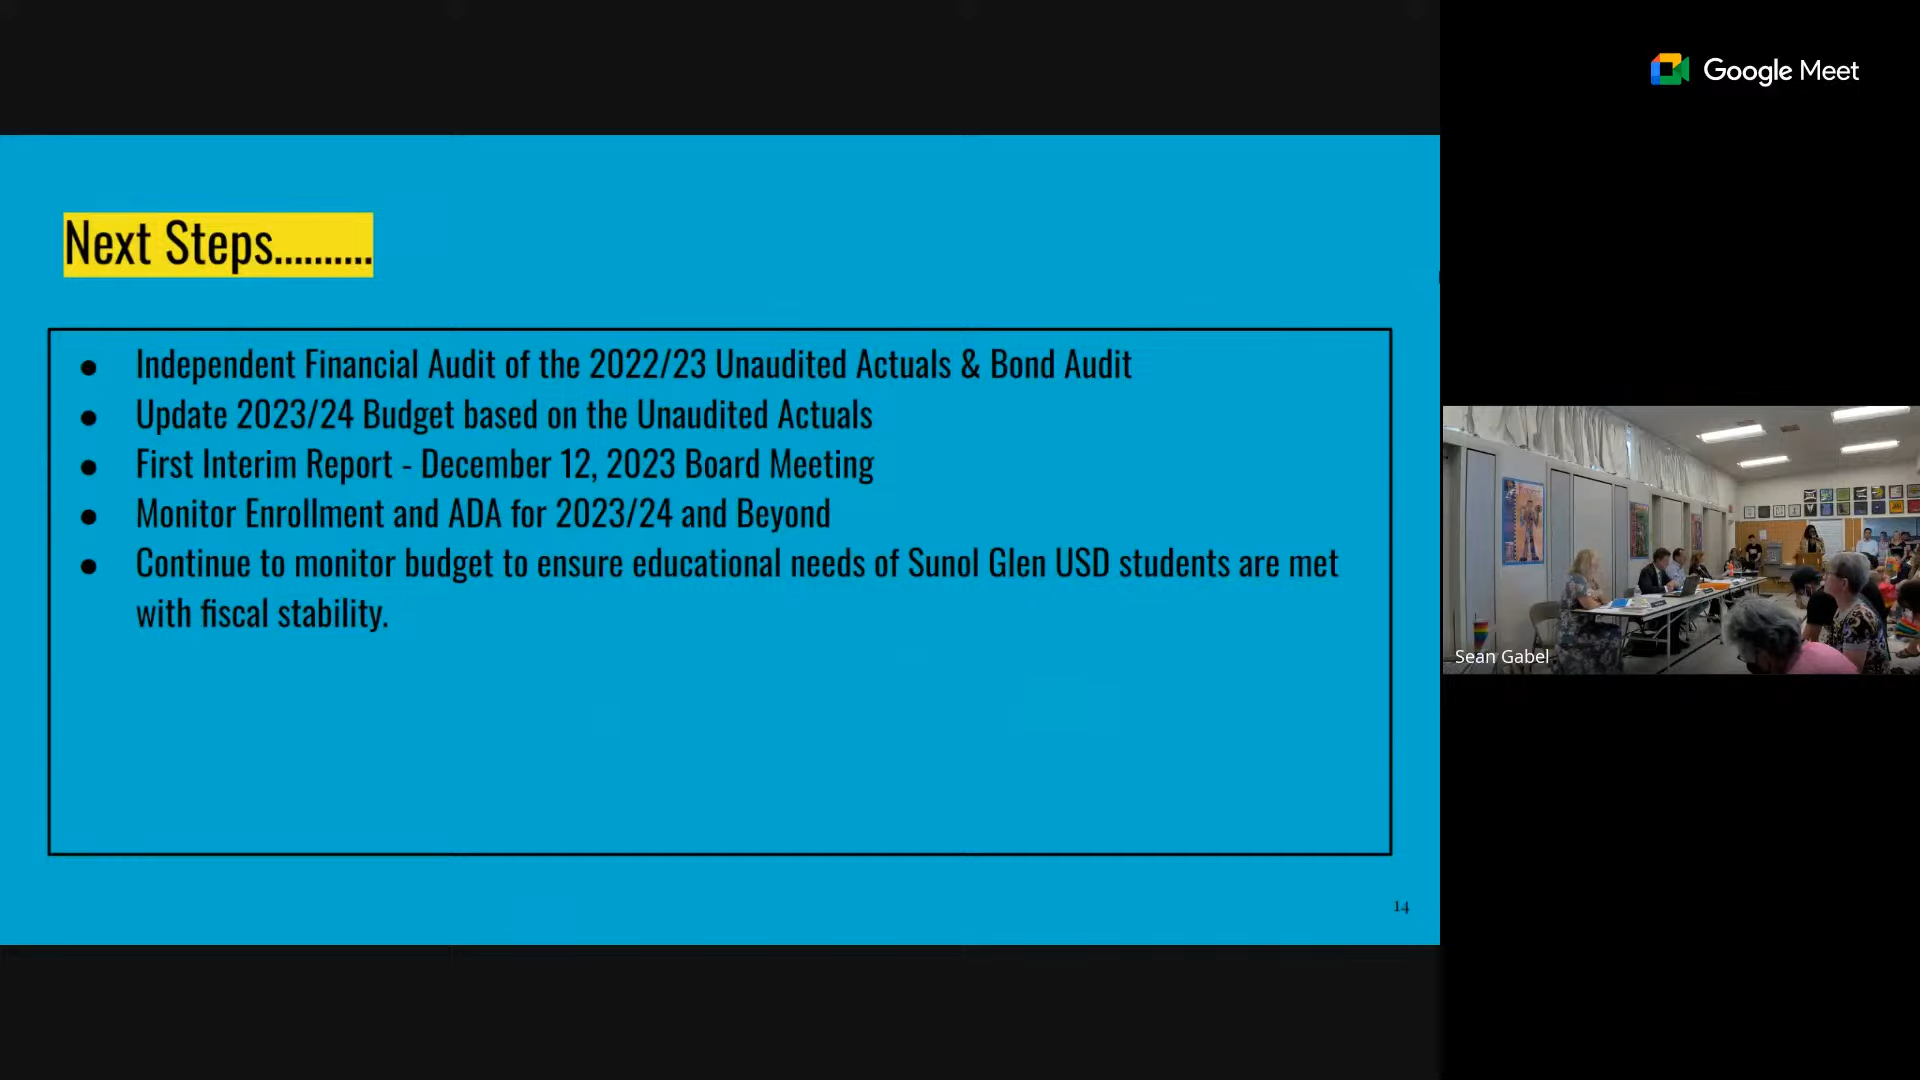 Google Meet
Next Steps..........
● Independent Financial Audit of the 2022/23 Unaudited Actuals & Bond Audit
● Update 2023/24 Budget based on the Unaudited Actuals
● First Interim Report - December 12, 2023 Board Meeting
● Monitor Enrollment and ADA for 2023/24 and Beyond
● Continue to monitor budget to ensure educational needs of Sunol Glen USD students are met
with fiscal stability.
14
Sean Gabel